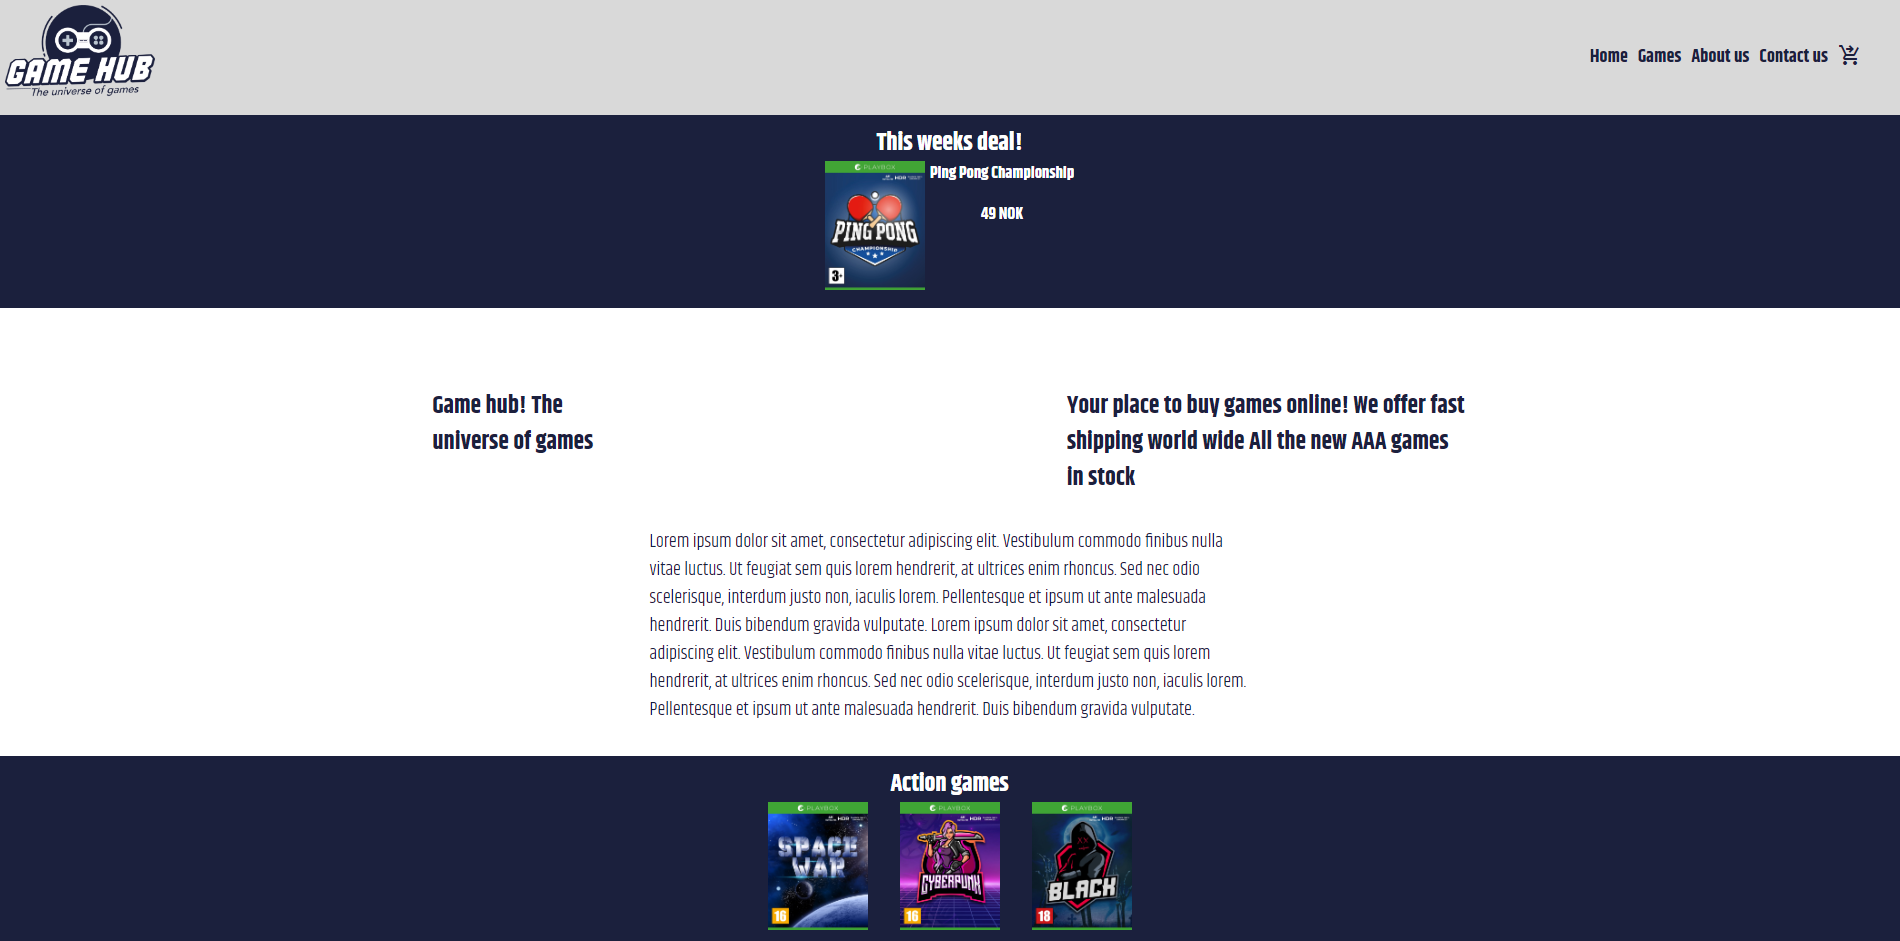 GAME HUB
The universe of games
Home Games About us Contact us
This weeks deal!
PLAYBOX
HDR
Ping Pong Championship
49 NOK
PING PONG
CHAMPIONSHIP
3+
Game hub! The
universe of games
Your place to buy games online! We offer fast
shipping world wide All the new AAA games
in stock
Lorem ipsum dolor sit amet, consectetur adipiscing elit. Vestibulum commodo finibus nulla
vitae luctus. Ut feugiat sem quis lorem hendrerit, at ultrices enim rhoncus. Sed nec odio
scelerisque, interdum justo non, iaculis lorem. Pellentesque et ipsum ut ante malesuada
hendrerit. Duis bibendum gravida vulputate. Lorem ipsum dolor sit amet, consectetur
adipiscing elit. Vestibulum commodo finibus nulla vitae luctus. Ut feugiat sem quis lorem
hendrerit, at ultrices enim rhoncus. Sed nec odio scelerisque, interdum justo non, iaculis lorem.
Pellentesque et ipsum ut ante malesuada hendrerit. Duis bibendum gravida vulputate.
Action games
PLAYBOX
HDR
SPACE
WAR
16
PLAYBOX
HDR
CYBERPUNK
16
PLAYBOX
HDR
BLACK
18